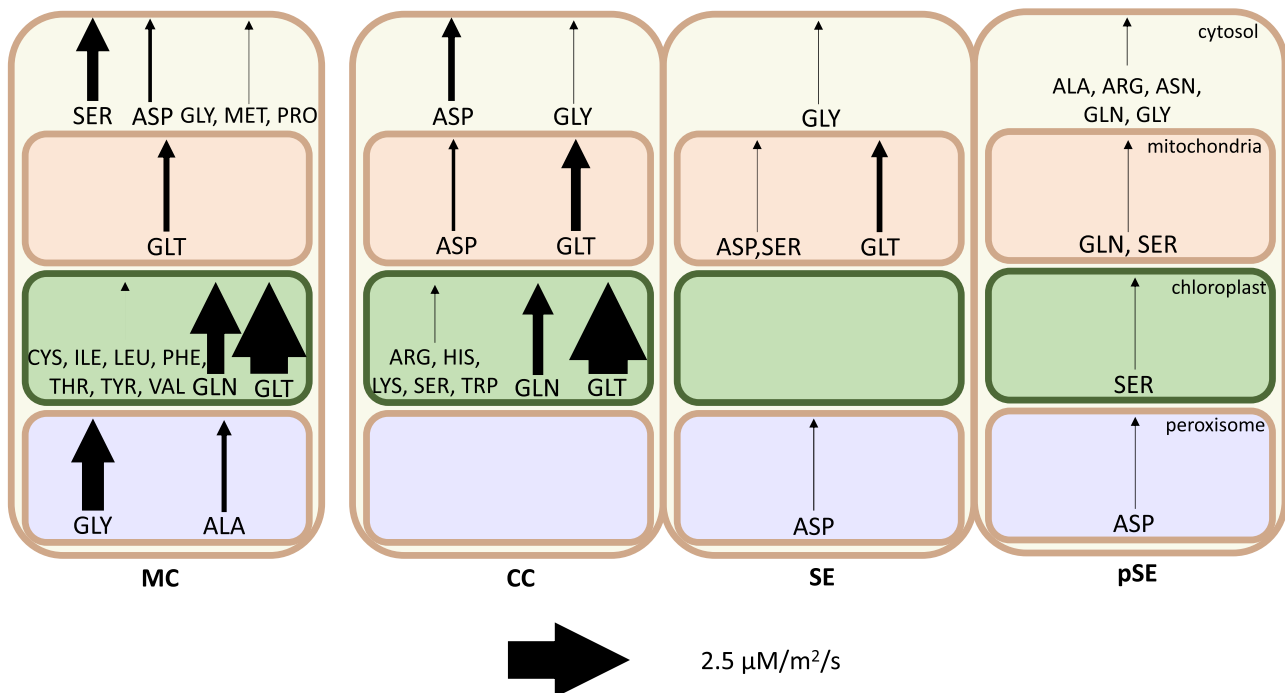 cytosol
SER ASP GLY, MET, PRO
ASP GLY
GLY
ALA, ARG, ASN,
GLN, GLY
mitochondria
GLT
ASP GLT
ASP,SER GLT
GLN, SER
chloroplast
CYS, ILE, LEU, PHE,
THR, TYR, VAL GLN GLT
ARG, HIS,
LYS, SER, TRP GLN GLT
SER
peroxisome
GLY ALA
ASP
ASP
MC CC SE pSE
2.5 µM/m²/s